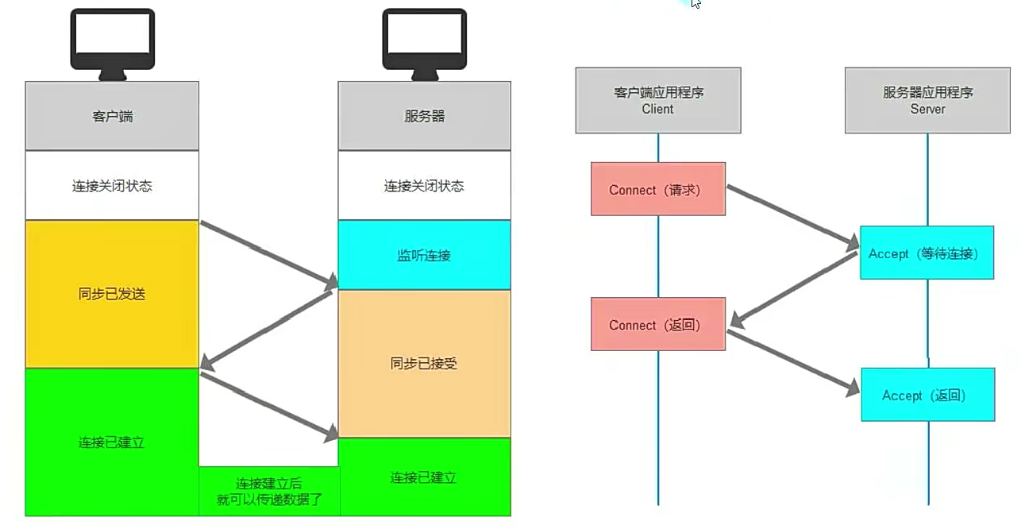 客户端
服务器
连接关闭状态
连接关闭状态
同步已发送
监听连接
同步已接受
连接已建立
连接已建立
连接建立后
就可以传递数据了
客户端应用程序
Client
服务器应用程序
Server
Connect（请求）
Accept（等待连接）
Connect（返回）
Accept（返回）